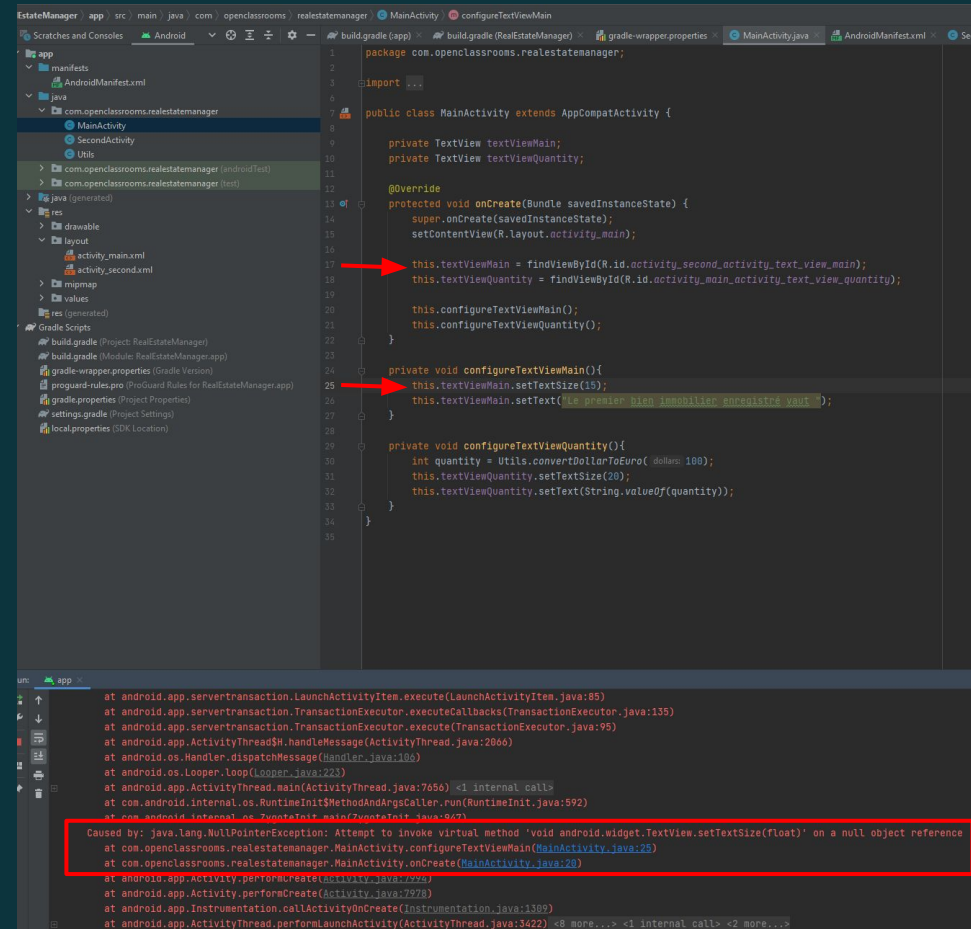 EstateManager › app › src › main › java › com › openclassrooms › realestatemanager › MainActivity › configureTextViewMain
Scratches and Consoles Android
build.gradle (app) build.gradle (RealEstateManager) gradle-wrapper.properties MainActivity.java AndroidManifest.xml Se
app
manifests
AndroidManifest.xml
java
com.openclassrooms.realestatemanager
MainActivity
SecondActivity
Utils
com.openclassrooms.realestatemanager (androidTest)
com.openclassrooms.realestatemanager (test)
java (generated)
res
drawable
layout
activity_main.xml
activity_second.xml
mipmap
values
res (generated)
Gradle Scripts
build.gradle (Project: RealEstateManager)
build.gradle (Module: RealEstateManager.app)
gradle-wrapper.properties (Gradle Version)
proguard-rules.pro (ProGuard Rules for RealEstateManager.app)
gradle.properties (Project Properties)
settings.gradle (Project Settings)
local.properties (SDK Location)
1 package com.openclassrooms.realestatemanager;
2
3 import ...
6
7 public class MainActivity extends AppCompatActivity {
8
9 private TextView textViewMain;
10 private TextView textViewQuantity;
11
12 @Override
13 protected void onCreate(Bundle savedInstanceState) {
14 super.onCreate(savedInstanceState);
15 setContentView(R.layout.activity_main);
17 this.textViewMain = findViewById(R.id.activity_second_activity_text_view_main);
18 this.textViewQuantity = findViewById(R.id.activity_main_activity_text_view_quantity);
20 this.configureTextViewMain();
21 this.configureTextViewQuantity();
22 }
23
24 private void configureTextViewMain(){
25 this.textViewMain.setTextSize(15);
26 this.textViewMain.setText("Le premier bien immobilier enregistré vaut ");
27 }
28
29 private void configureTextViewQuantity(){
30 int quantity = Utils.convertDollarToEuro( dollars: 100);
31 this.textViewQuantity.setTextSize(20);
32 this.textViewQuantity.setText(String.valueOf(quantity));
33 }
34 }
35
un: app
at android.app.servertransaction.LaunchActivityItem.execute(LaunchActivityItem.java:85)
at android.app.servertransaction.TransactionExecutor.executeCallbacks(TransactionExecutor.java:135)
at android.app.servertransaction.TransactionExecutor.execute(TransactionExecutor.java:95)
at android.app.ActivityThread$H.handleMessage(ActivityThread.java:2066)
at android.os.Handler.dispatchMessage(Handler.java:106)
at android.os.Looper.loop(Looper.java:223)
at android.app.ActivityThread.main(ActivityThread.java:7656) <1 internal call>
at com.android.internal.os.RuntimeInit$MethodAndArgsCaller.run(RuntimeInit.java:592)
at com.android.internal.os.ZygoteInit.main(ZygoteInit.java:947)
Caused by: java.lang.NullPointerException: Attempt to invoke virtual method 'void android.widget.TextView.setTextSize(float)' on a null object reference
at com.openclassrooms.realestatemanager.MainActivity.configureTextViewMain(MainActivity.java:25)
at com.openclassrooms.realestatemanager.MainActivity.onCreate(MainActivity.java:20)
at android.app.Activity.performCreate(Activity.java:7994)
at android.app.Activity.performCreate(Activity.java:7978)
at android.app.Instrumentation.callActivityOnCreate(Instrumentation.java:1309)
at android.app.ActivityThread.performLaunchActivity(ActivityThread.java:3422) <8 more...> <1 internal call> <2 more...>